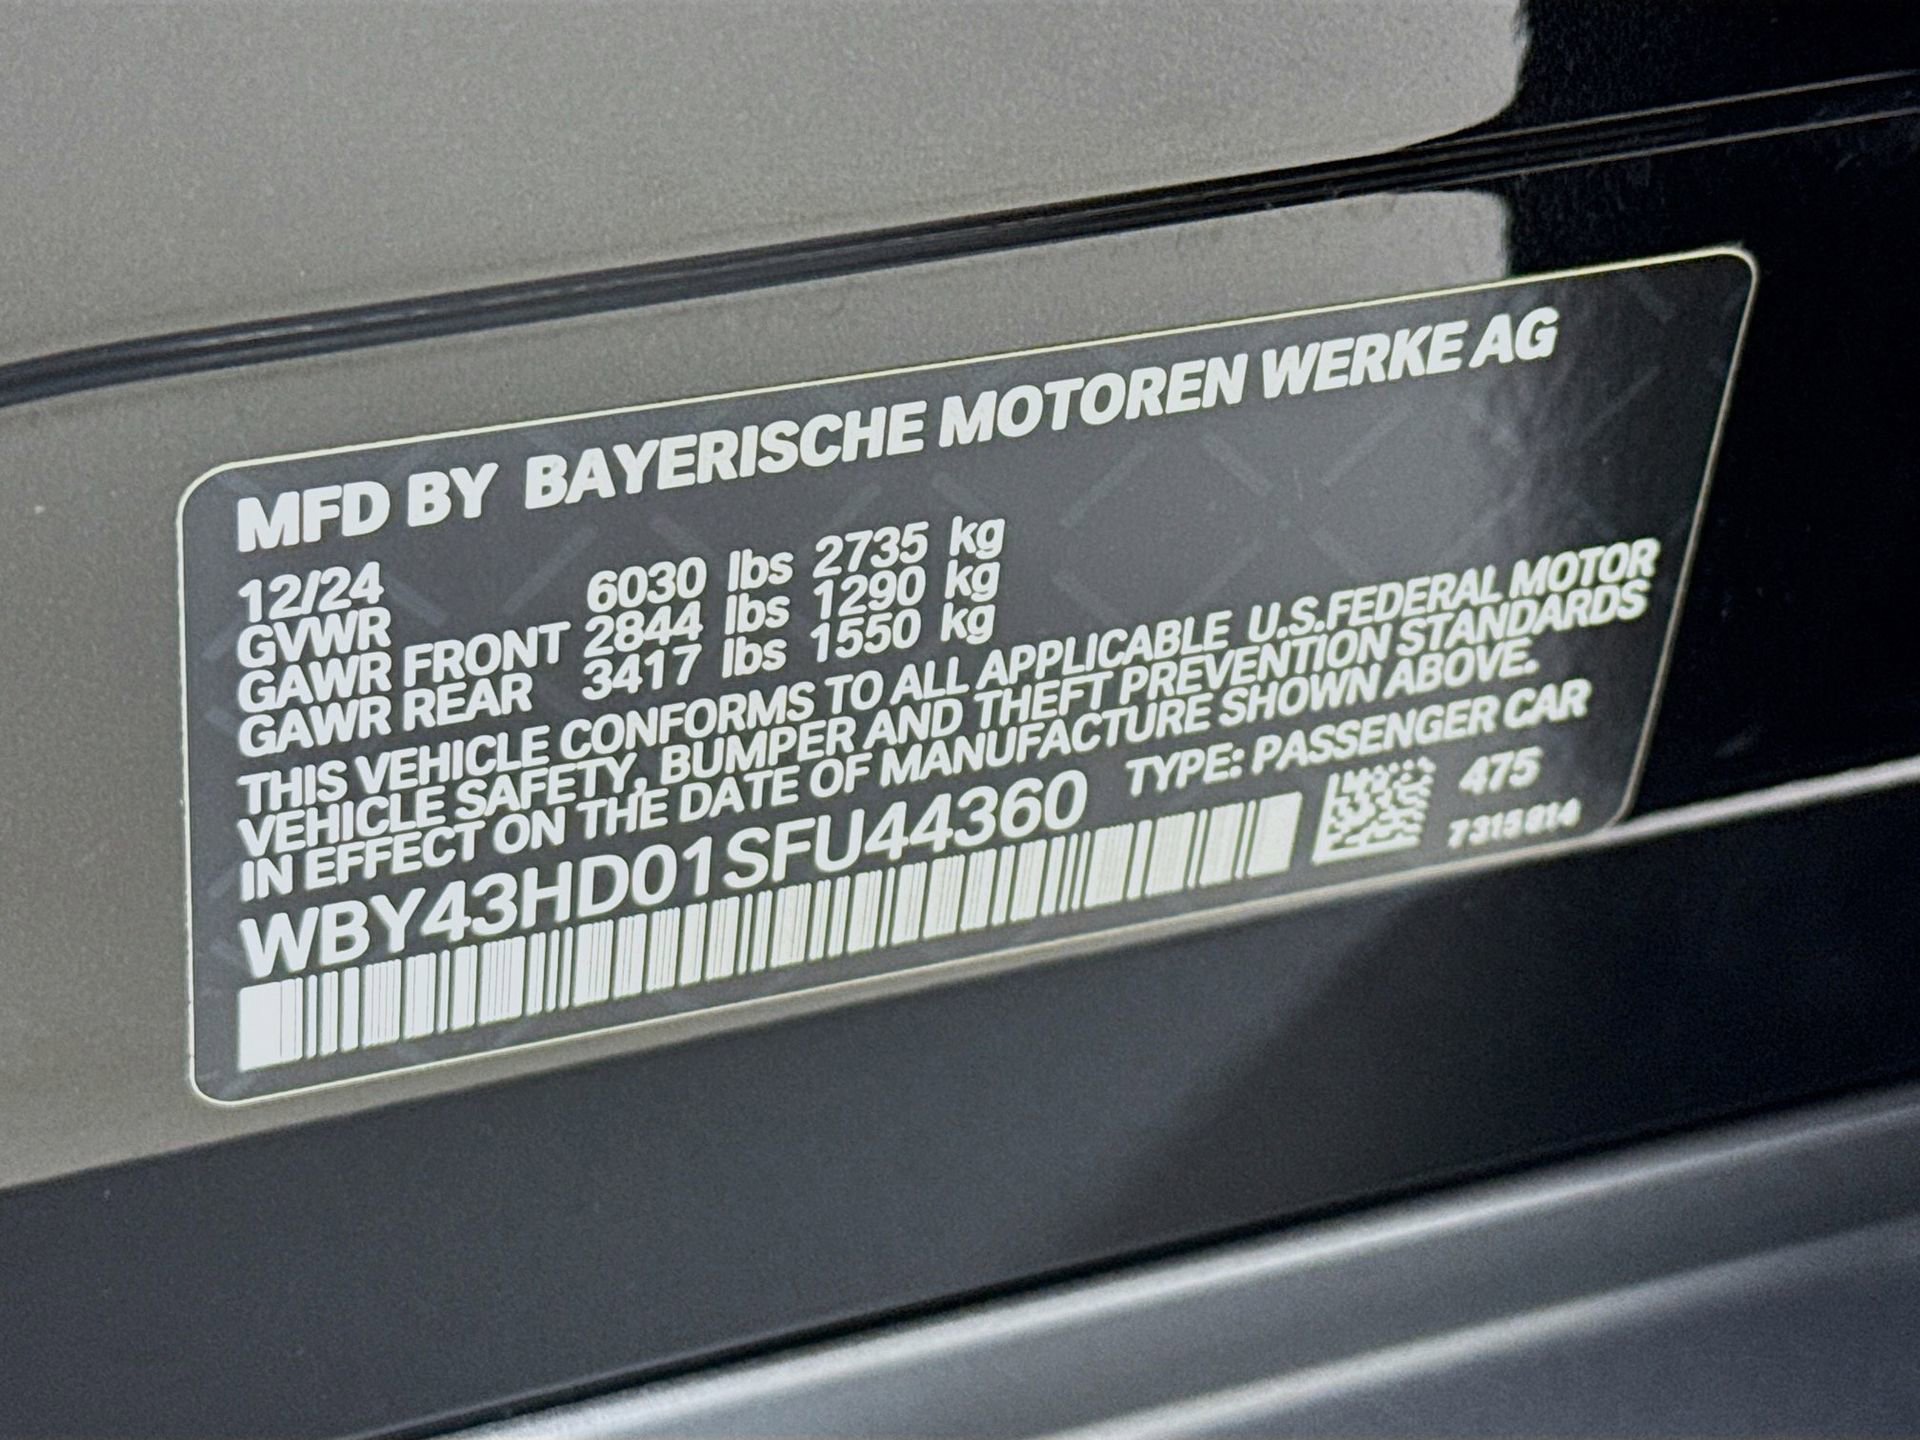 MFD BY BAYERISCHE MOTOREN WERKE AG
12/24
GVWR 6030 lbs 2735 kg
GAWR FRONT 2844 lbs 1290 kg
GAWR REAR 3417 lbs 1550 kg
THIS VEHICLE CONFORMS TO ALL APPLICABLE U.S.FEDERAL MOTOR
VEHICLE SAFETY, BUMPER AND THEFT PREVENTION STANDARDS
IN EFFECT ON THE DATE OF MANUFACTURE SHOWN ABOVE.
WBY43HD01SFU44360 TYPE: PASSENGER CAR
475
7315814